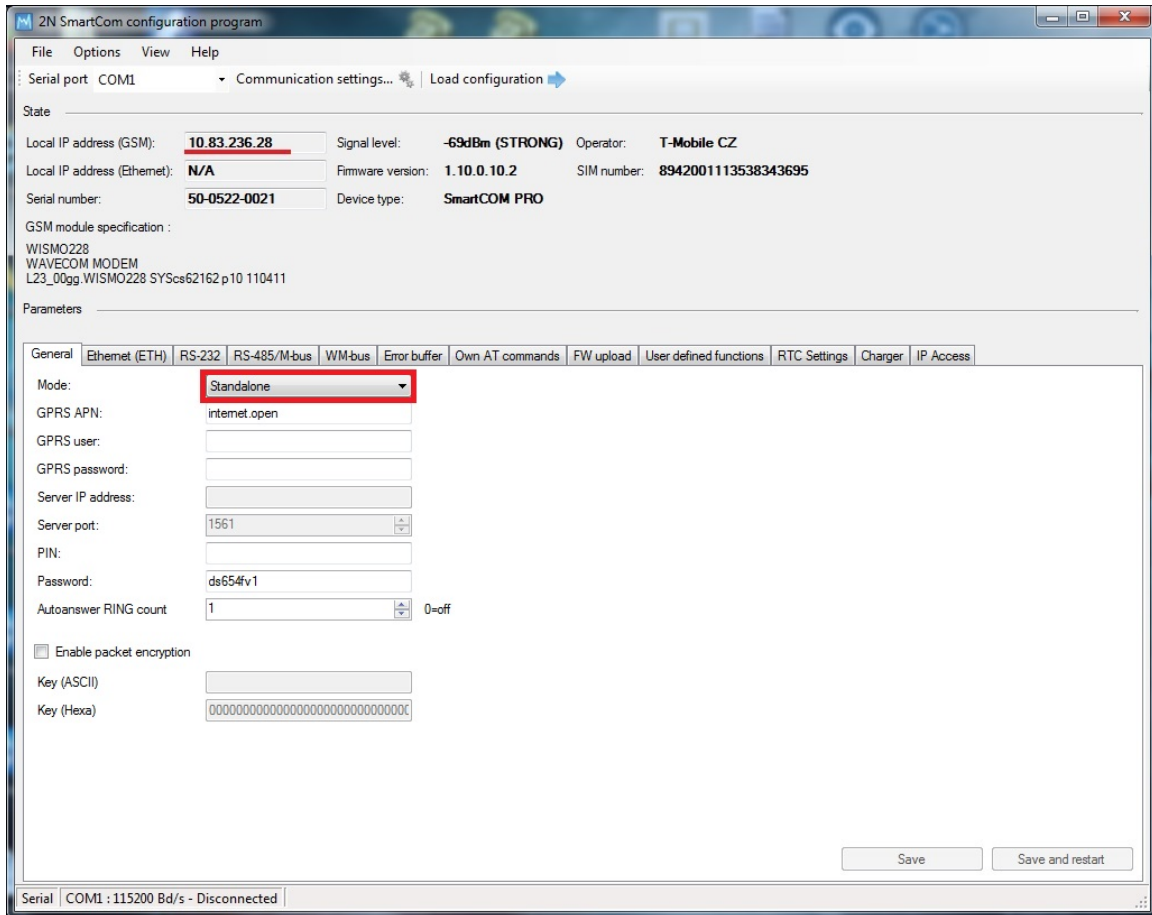 2N SmartCom configuration program
File Options View Help
Serial port COM1 Communication settings... Load configuration
State
Local IP address (GSM): 10.83.236.28 Signal level: -69dBm (STRONG) Operator: T-Mobile CZ
Local IP address (Ethernet): N/A Firmware version: 1.10.0.10.2 SIM number: 8942001113538343695
Serial number: 50-0522-0021 Device type: SmartCOM PRO
GSM module specification :
WISMO228
WAVECOM MODEM
L23_00gg.WISMO228 SYScs62162 p10 110411
Parameters
General Ethernet (ETH) RS-232 RS-485/M-bus WM-bus Error buffer Own AT commands FW upload User defined functions RTC Settings Charger IP Access
Mode: Standalone
GPRS APN: internet.open
GPRS user:
GPRS password:
Server IP address:
Server port: 1561
PIN:
Password: ds654fv1
Autoanswer RING count 1 0=off
Enable packet encryption
Key (ASCII)
Key (Hexa)
Save Save and restart
Serial COM1 : 115200 Bd/s - Disconnected